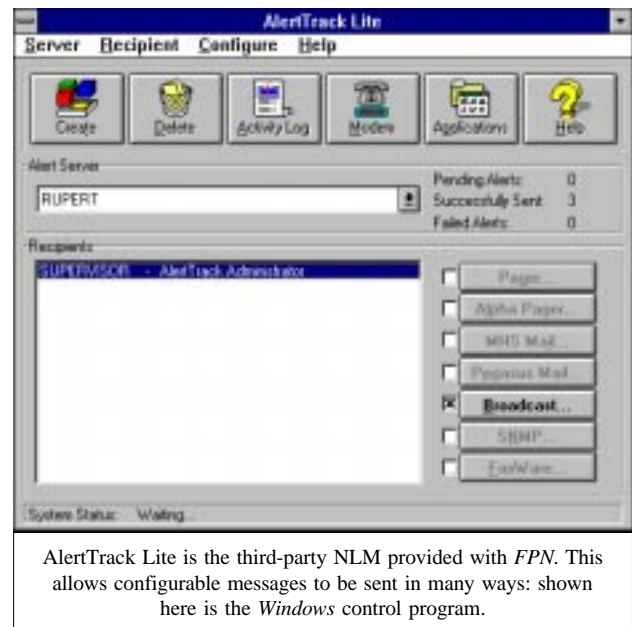 AlertTrack Lite
Server Recipient Configure Help
Create Delete Activity Log Modem Applications Help
Alert Server
RUPERT
Pending Alerts: 0
Successfully Sent 3
Failed Alerts: 0
Recipients
SUPERVISOR - AlertTrack Administrator
Pager...
Alpha Pager...
MHS Mail...
Pegasus Mail...
Broadcast...
SNMP...
FaxWare...
System Status: Waiting...
AlertTrack Lite is the third-party NLM provided with FPN. This
allows configurable messages to be sent in many ways: shown
here is the Windows control program.